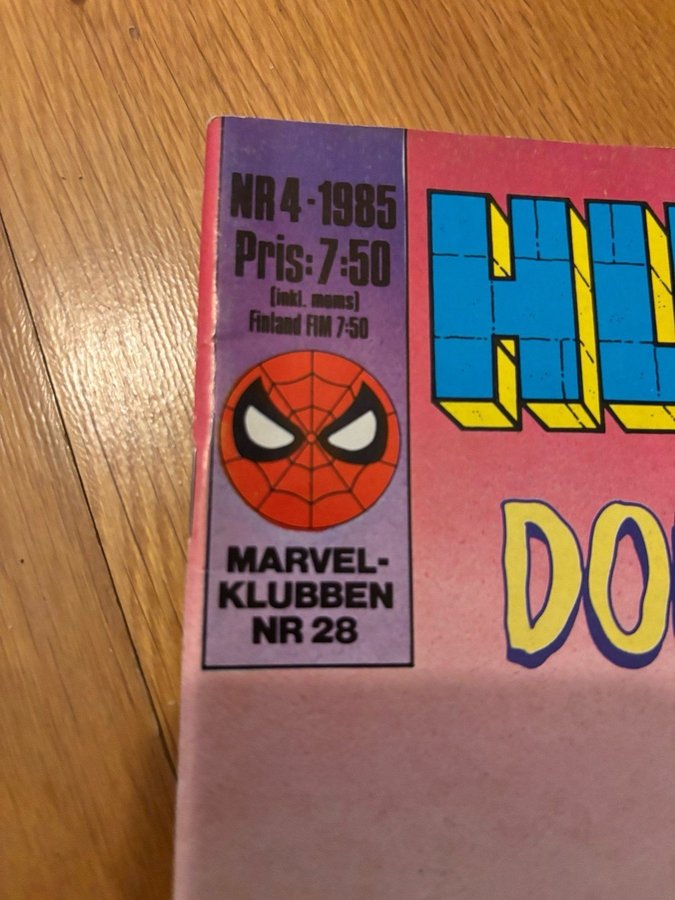 NR 4 · 1985
Pris: 7:50
(inkl. moms)
Finland FIM 7:50
MARVEL-
KLUBBEN
NR 28